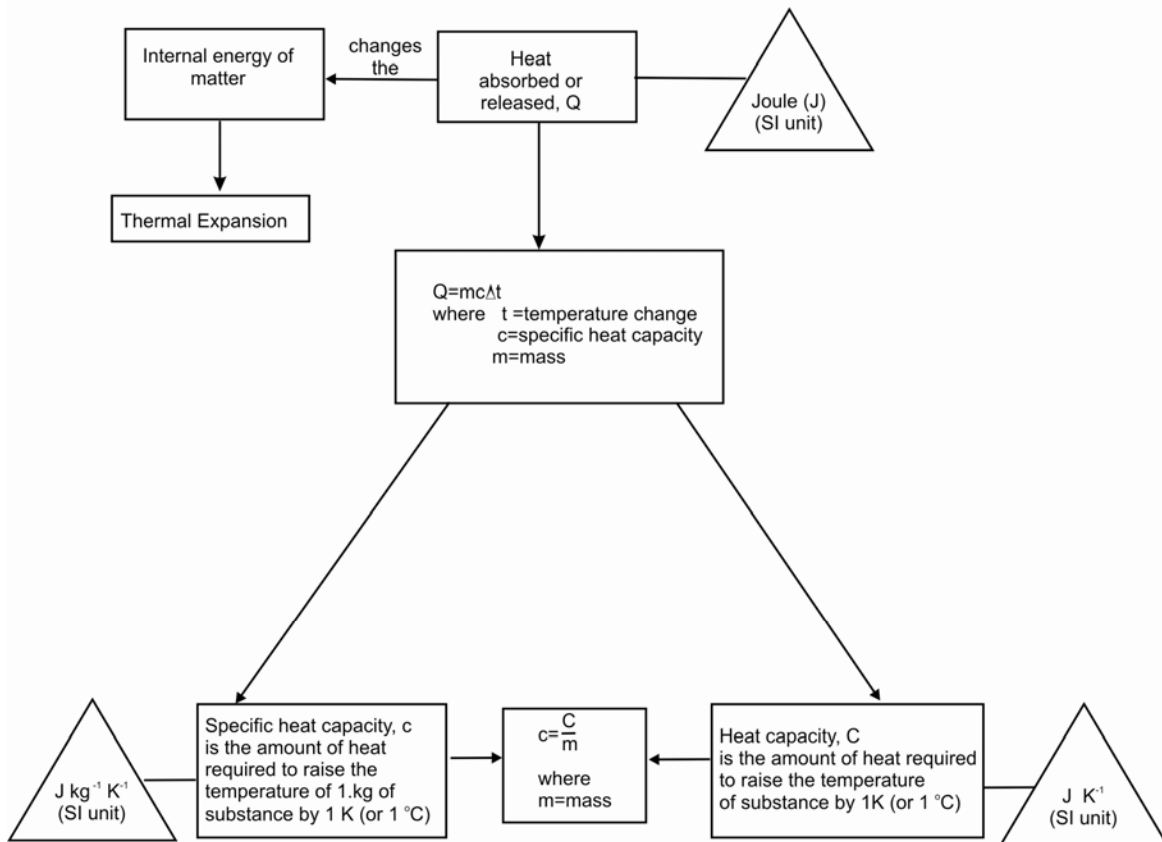 Internal energy of
matter
changes
the
Heat
absorbed or
released, Q
Joule (J)
(SI unit)
Thermal Expansion
Q=mcΔt
where t =temperature change
c=specific heat capacity
m=mass
J kg⁻¹ K⁻¹
(SI unit)
Specific heat capacity, c
is the amount of heat
required to raise the
temperature of 1.kg of
substance by 1 K (or 1 °C)
c=C/m
where
m=mass
Heat capacity, C
is the amount of heat required
to raise the temperature
of substance by 1K (or 1 °C)
J K⁻¹
(SI unit)